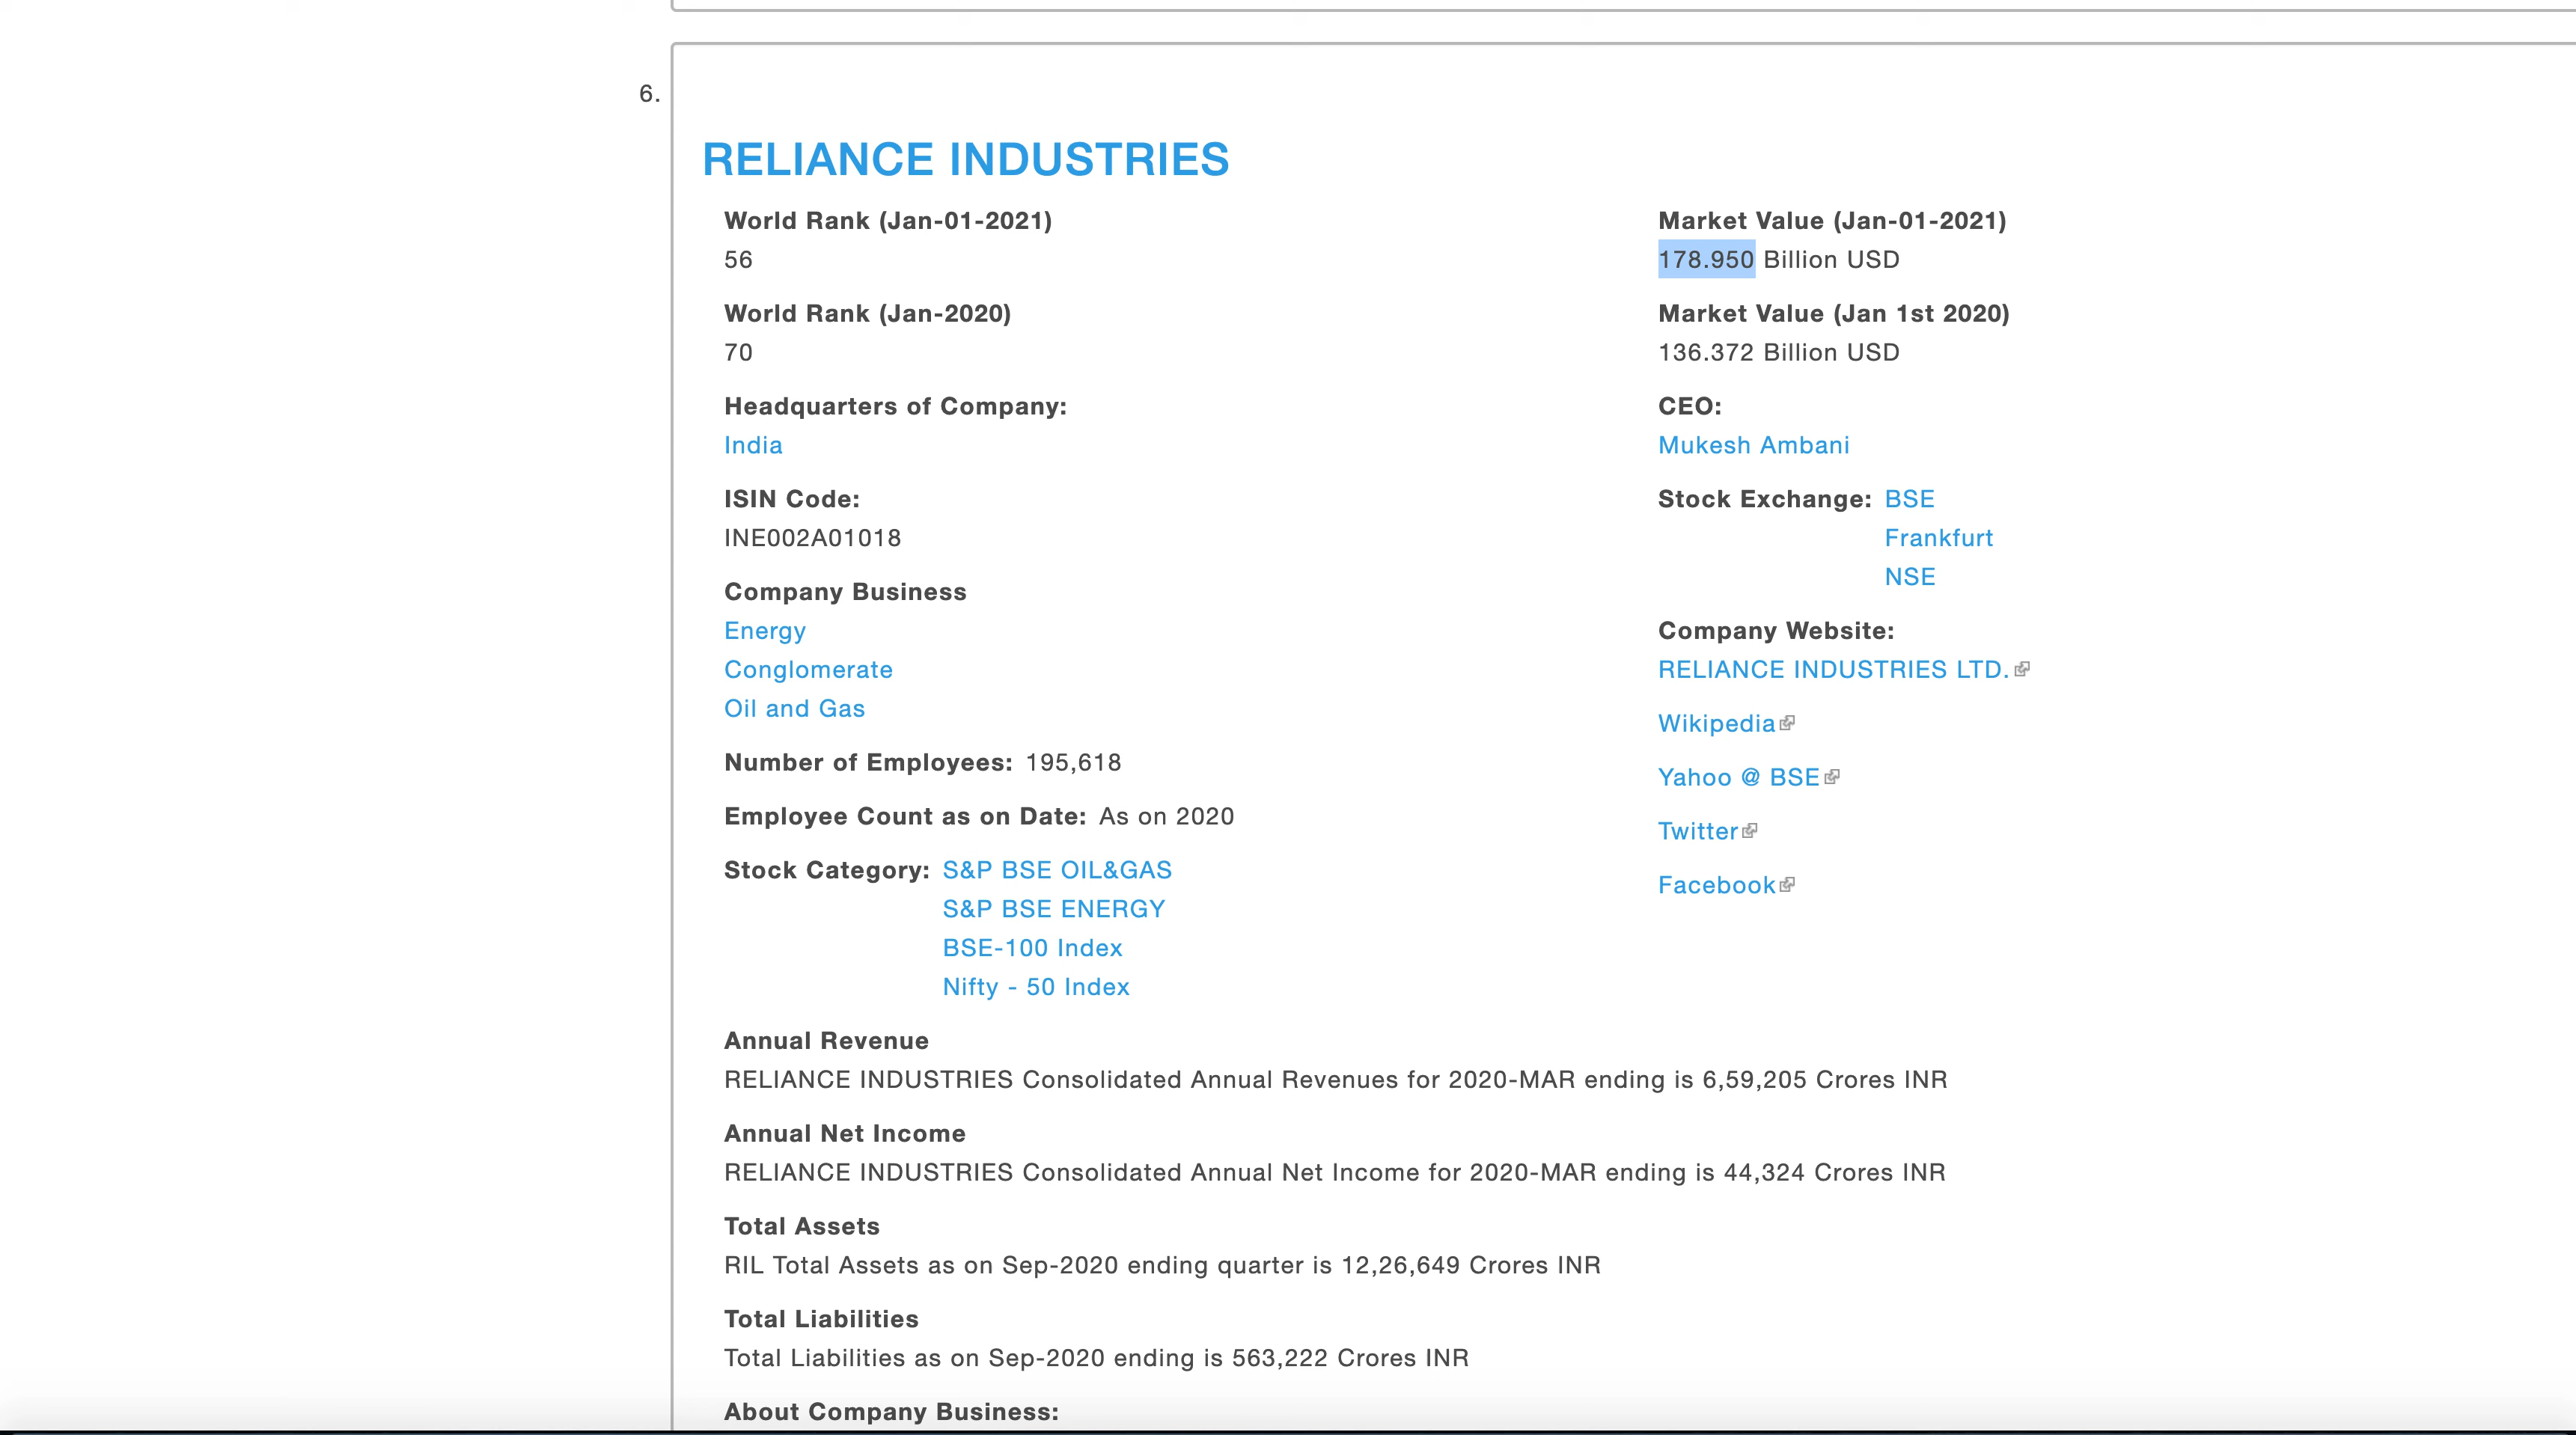 6.
RELIANCE INDUSTRIES
World Rank (Jan-01-2021)
56
World Rank (Jan-2020)
70
Headquarters of Company:
India
ISIN Code:
INE002A01018
Company Business
Energy
Conglomerate
Oil and Gas
Number of Employees: 195,618
Employee Count as on Date: As on 2020
Stock Category: S&P BSE OIL&GAS
S&P BSE ENERGY
BSE-100 Index
Nifty - 50 Index
Market Value (Jan-01-2021)
178.950 Billion USD
Market Value (Jan 1st 2020)
136.372 Billion USD
CEO:
Mukesh Ambani
Stock Exchange: BSE
Frankfurt
NSE
Company Website:
RELIANCE INDUSTRIES LTD.
Wikipedia
Yahoo @ BSE
Twitter
Facebook
Annual Revenue
RELIANCE INDUSTRIES Consolidated Annual Revenues for 2020-MAR ending is 6,59,205 Crores INR
Annual Net Income
RELIANCE INDUSTRIES Consolidated Annual Net Income for 2020-MAR ending is 44,324 Crores INR
Total Assets
RIL Total Assets as on Sep-2020 ending quarter is 12,26,649 Crores INR
Total Liabilities
Total Liabilities as on Sep-2020 ending is 563,222 Crores INR
About Company Business: